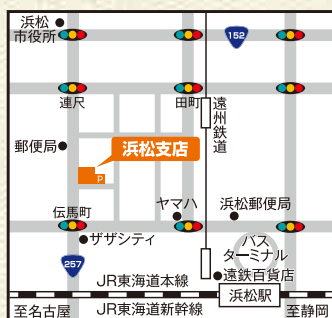 浜松
市役所
152
連尺
田町
遠州鉄道
郵便局
浜松支店
P
伝馬町
ヤマハ
浜松郵便局
ザザシティ
バス
ターミナル
257
遠鉄百貨店
JR東海道本線
浜松駅
至名古屋
JR東海道新幹線
至静岡